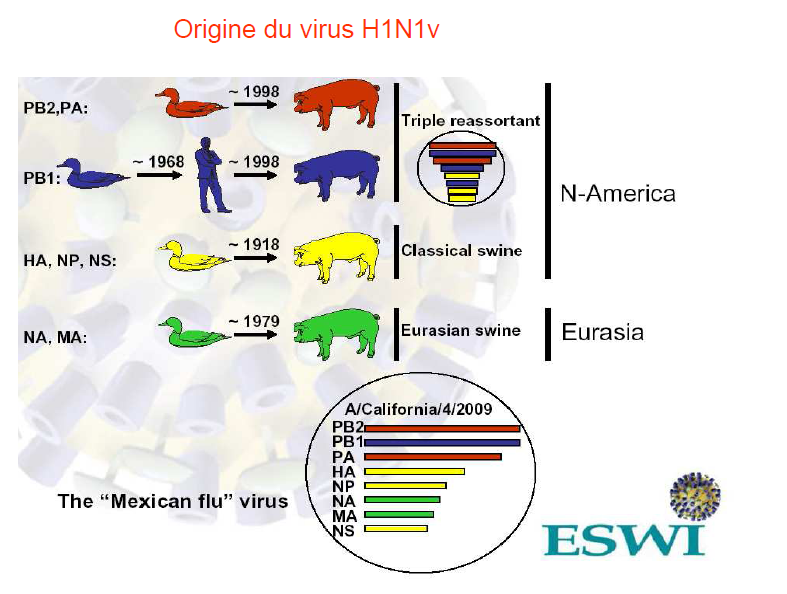 Origine du virus H1N1v
PB2,PA:
~ 1998
Triple reassortant
PB1:
~ 1968
~ 1998
N-America
HA, NP, NS:
~ 1918
Classical swine
NA, MA:
~ 1979
Eurasian swine
Eurasia
A/California/4/2009
PB2
PB1
PA
HA
NP
NA
MA
NS
The “Mexican flu” virus
ESWI